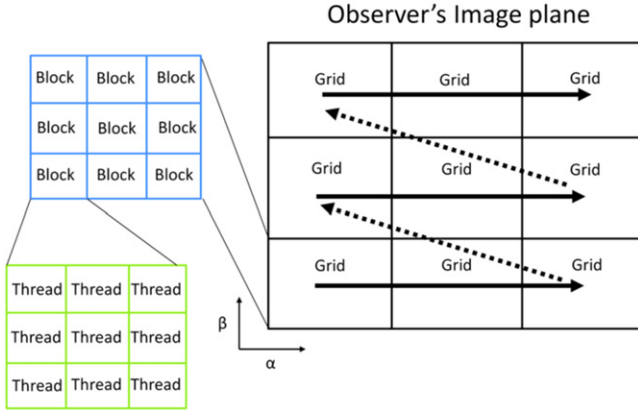 Observer's Image plane
Block Block Block
Block Block Block
Block Block Block
Grid Grid Grid
Grid Grid Grid
Grid Grid Grid
Thread Thread Thread
Thread Thread Thread
Thread Thread Thread
β
α